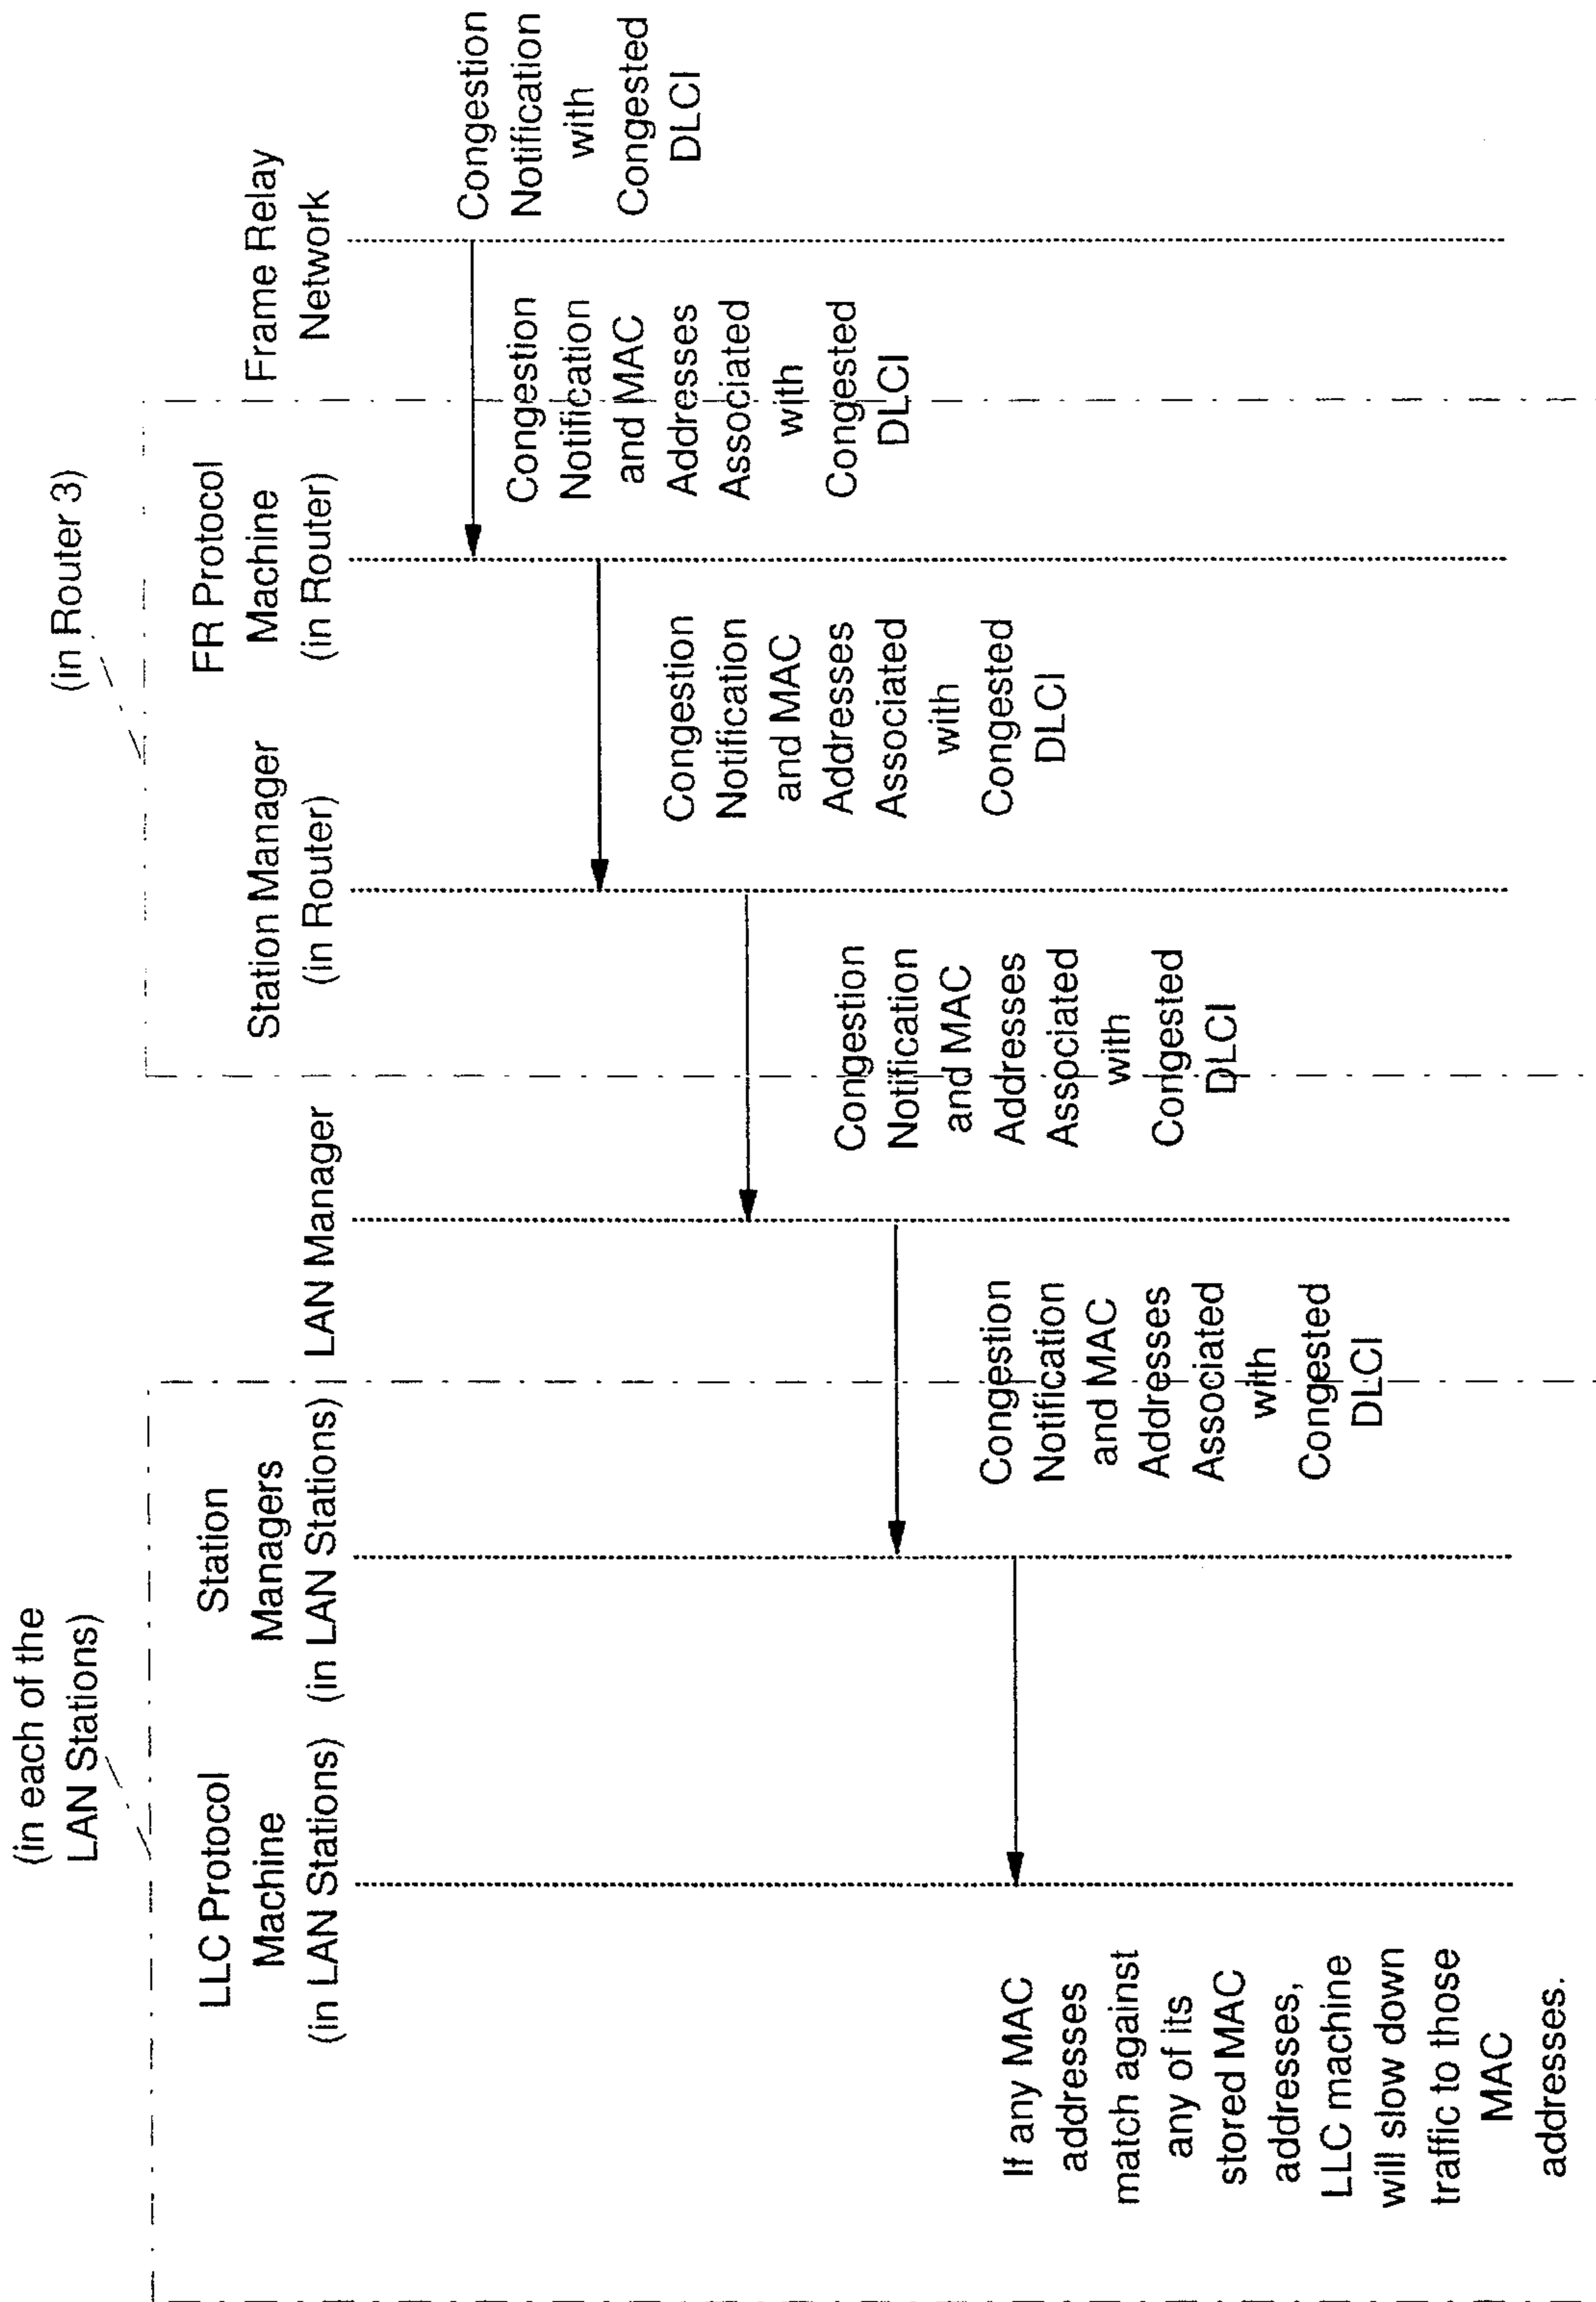 (in each of the
LAN Stations)
(in Router 3)
LLC Protocol
Machine
(in LAN Stations)
Station
Managers
(in LAN Stations)
LAN Manager
Station Manager
(in Router)
FR Protocol
Machine
(in Router)
Frame Relay
Network
Congestion
Notification
with
Congested
DLCI
Congestion
Notification
and MAC
Addresses
Associated
with
Congested
DLCI
Congestion
Notification
and MAC
Addresses
Associated
with
Congested
DLCI
Congestion
Notification
and MAC
Addresses
Associated
with
Congested
DLCI
Congestion
Notification
and MAC
Addresses
Associated
with
Congested
DLCI
If any MAC
addresses
match against
any of its
stored MAC
addresses,
LLC machine
will slow down
traffic to those
MAC
addresses.